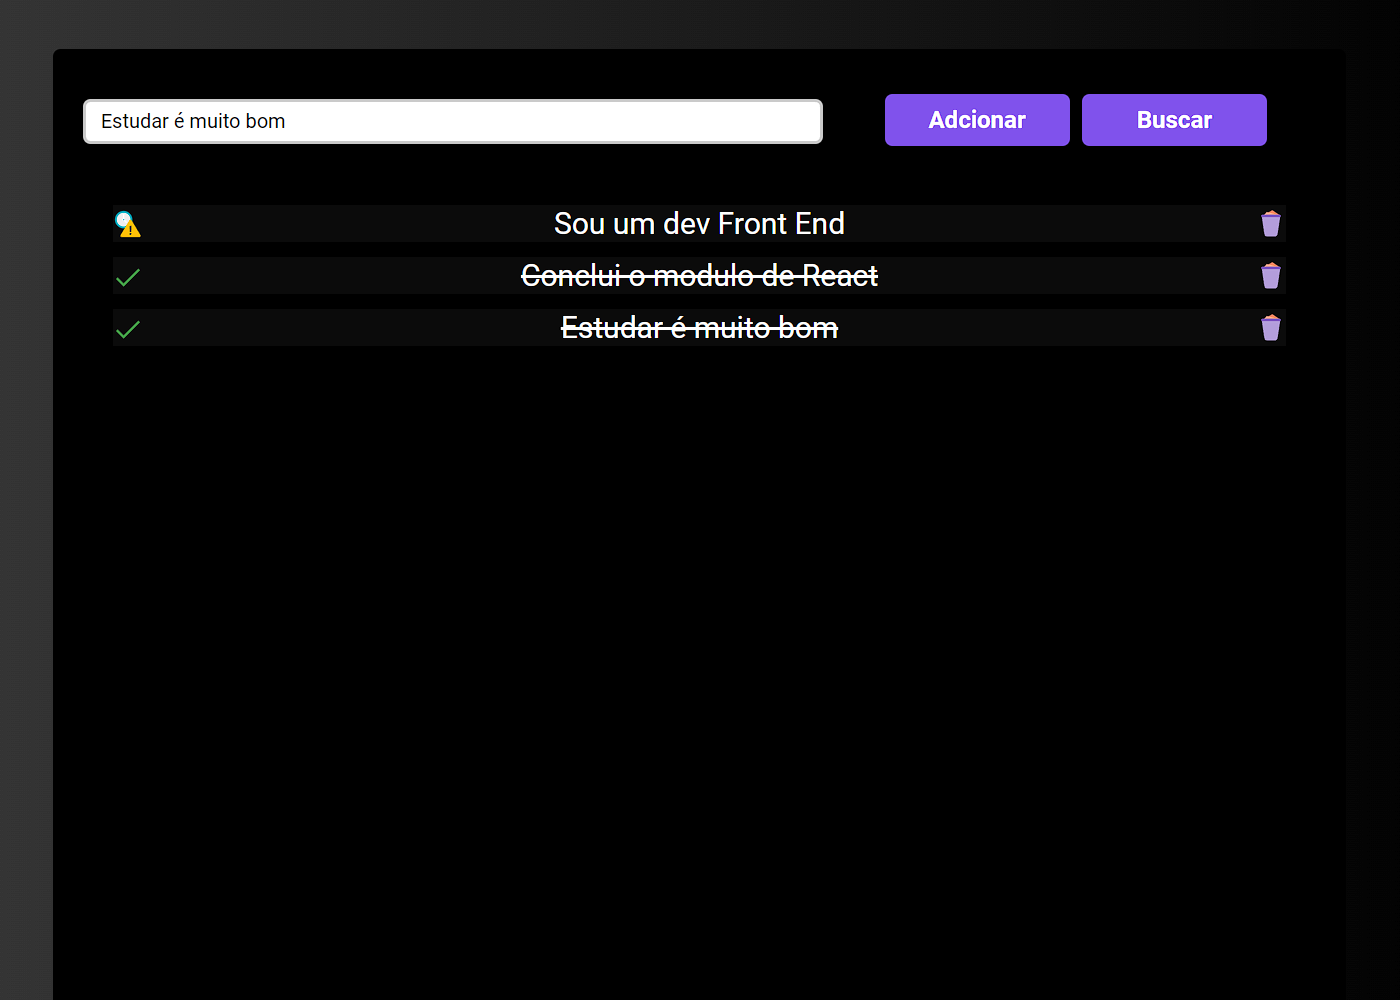 Estudar é muito bom
Adcionar
Buscar
Sou um dev Front End
Conclui o modulo de React
Estudar é muito bom